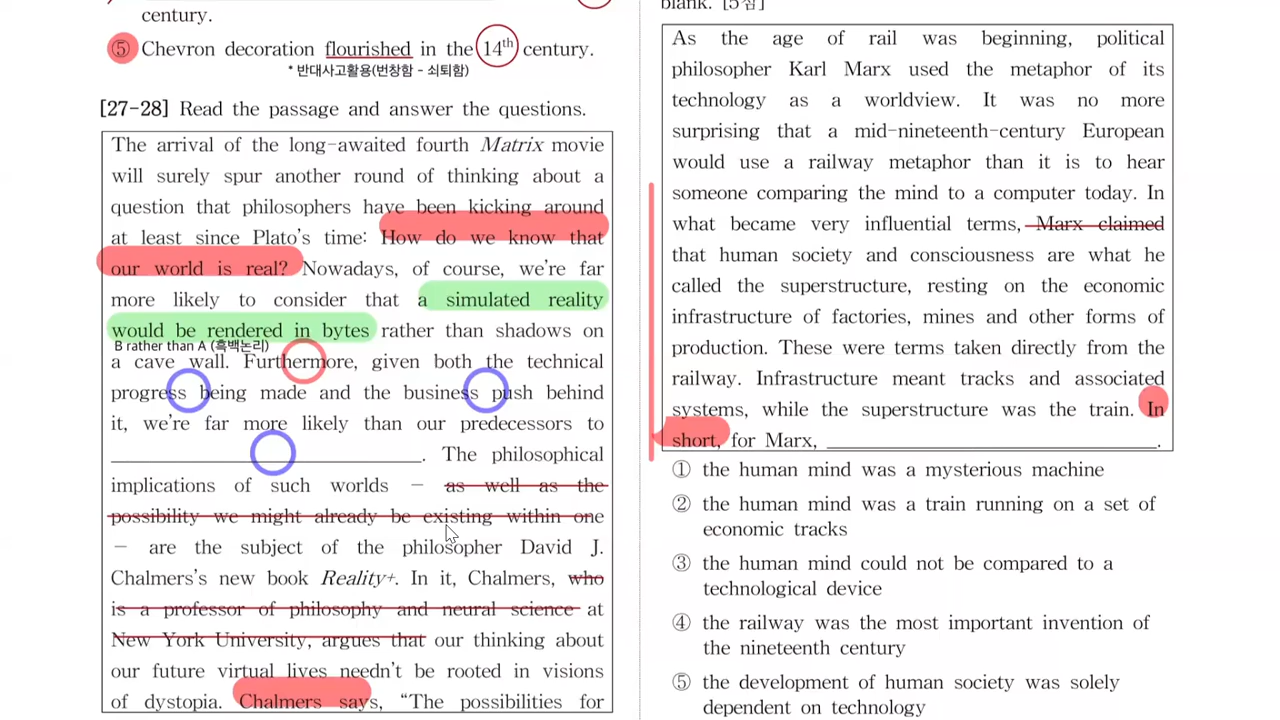 century.
⑤ Chevron decoration flourished in the 14th century.
* 반대사고활용(번창함 - 쇠퇴함)
[27-28] Read the passage and answer the questions.
The arrival of the long-awaited fourth Matrix movie
will surely spur another round of thinking about a
question that philosophers have been kicking around
at least since Plato's time: How do we know that
our world is real? Nowadays, of course, we're far
more likely to consider that a simulated reality
would be rendered in bytes rather than shadows on
B rather than A (흑백논리)
a cave wall. Furthermore, given both the technical
progress being made and the business push behind
it, we're far more likely than our predecessors to
____________________. The philosophical
implications of such worlds - as well as the
possibility we might already be existing within one
- are the subject of the philosopher David J.
Chalmers's new book Reality+. In it, Chalmers, who
is a professor of philosophy and neural science at
New York University, argues that our thinking about
our future virtual lives needn't be rooted in visions
of dystopia. Chalmers says, "The possibilities for
blank. [5점]
As the age of rail was beginning, political
philosopher Karl Marx used the metaphor of its
technology as a worldview. It was no more
surprising that a mid-nineteenth-century European
would use a railway metaphor than it is to hear
someone comparing the mind to a computer today. In
what became very influential terms, Marx claimed
that human society and consciousness are what he
called the superstructure, resting on the economic
infrastructure of factories, mines and other forms of
production. These were terms taken directly from the
railway. Infrastructure meant tracks and associated
systems, while the superstructure was the train. In
short, for Marx, ____________________.
① the human mind was a mysterious machine
② the human mind was a train running on a set of
economic tracks
③ the human mind could not be compared to a
technological device
④ the railway was the most important invention of
the nineteenth century
⑤ the development of human society was solely
dependent on technology